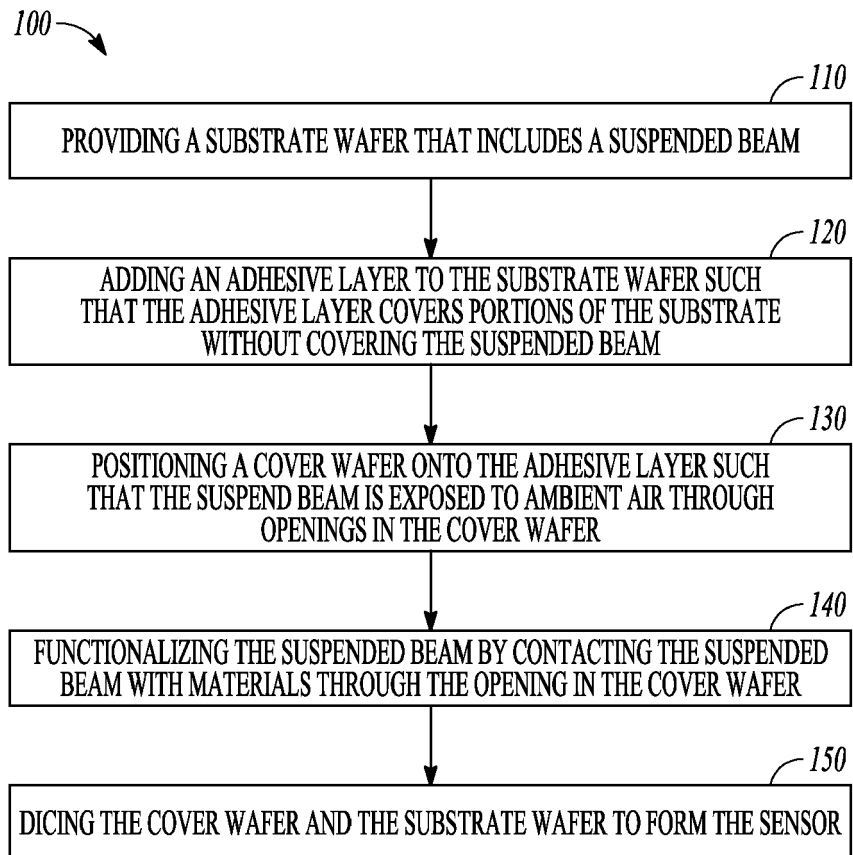 100
110
PROVIDING A SUBSTRATE WAFER THAT INCLUDES A SUSPENDED BEAM
120
ADDING AN ADHESIVE LAYER TO THE SUBSTRATE WAFER SUCH
THAT THE ADHESIVE LAYER COVERS PORTIONS OF THE SUBSTRATE
WITHOUT COVERING THE SUSPENDED BEAM
130
POSITIONING A COVER WAFER ONTO THE ADHESIVE LAYER SUCH
THAT THE SUSPEND BEAM IS EXPOSED TO AMBIENT AIR THROUGH
OPENINGS IN THE COVER WAFER
140
FUNCTIONALIZING THE SUSPENDED BEAM BY CONTACTING THE SUSPENDED
BEAM WITH MATERIALS THROUGH THE OPENING IN THE COVER WAFER
150
DICING THE COVER WAFER AND THE SUBSTRATE WAFER TO FORM THE SENSOR